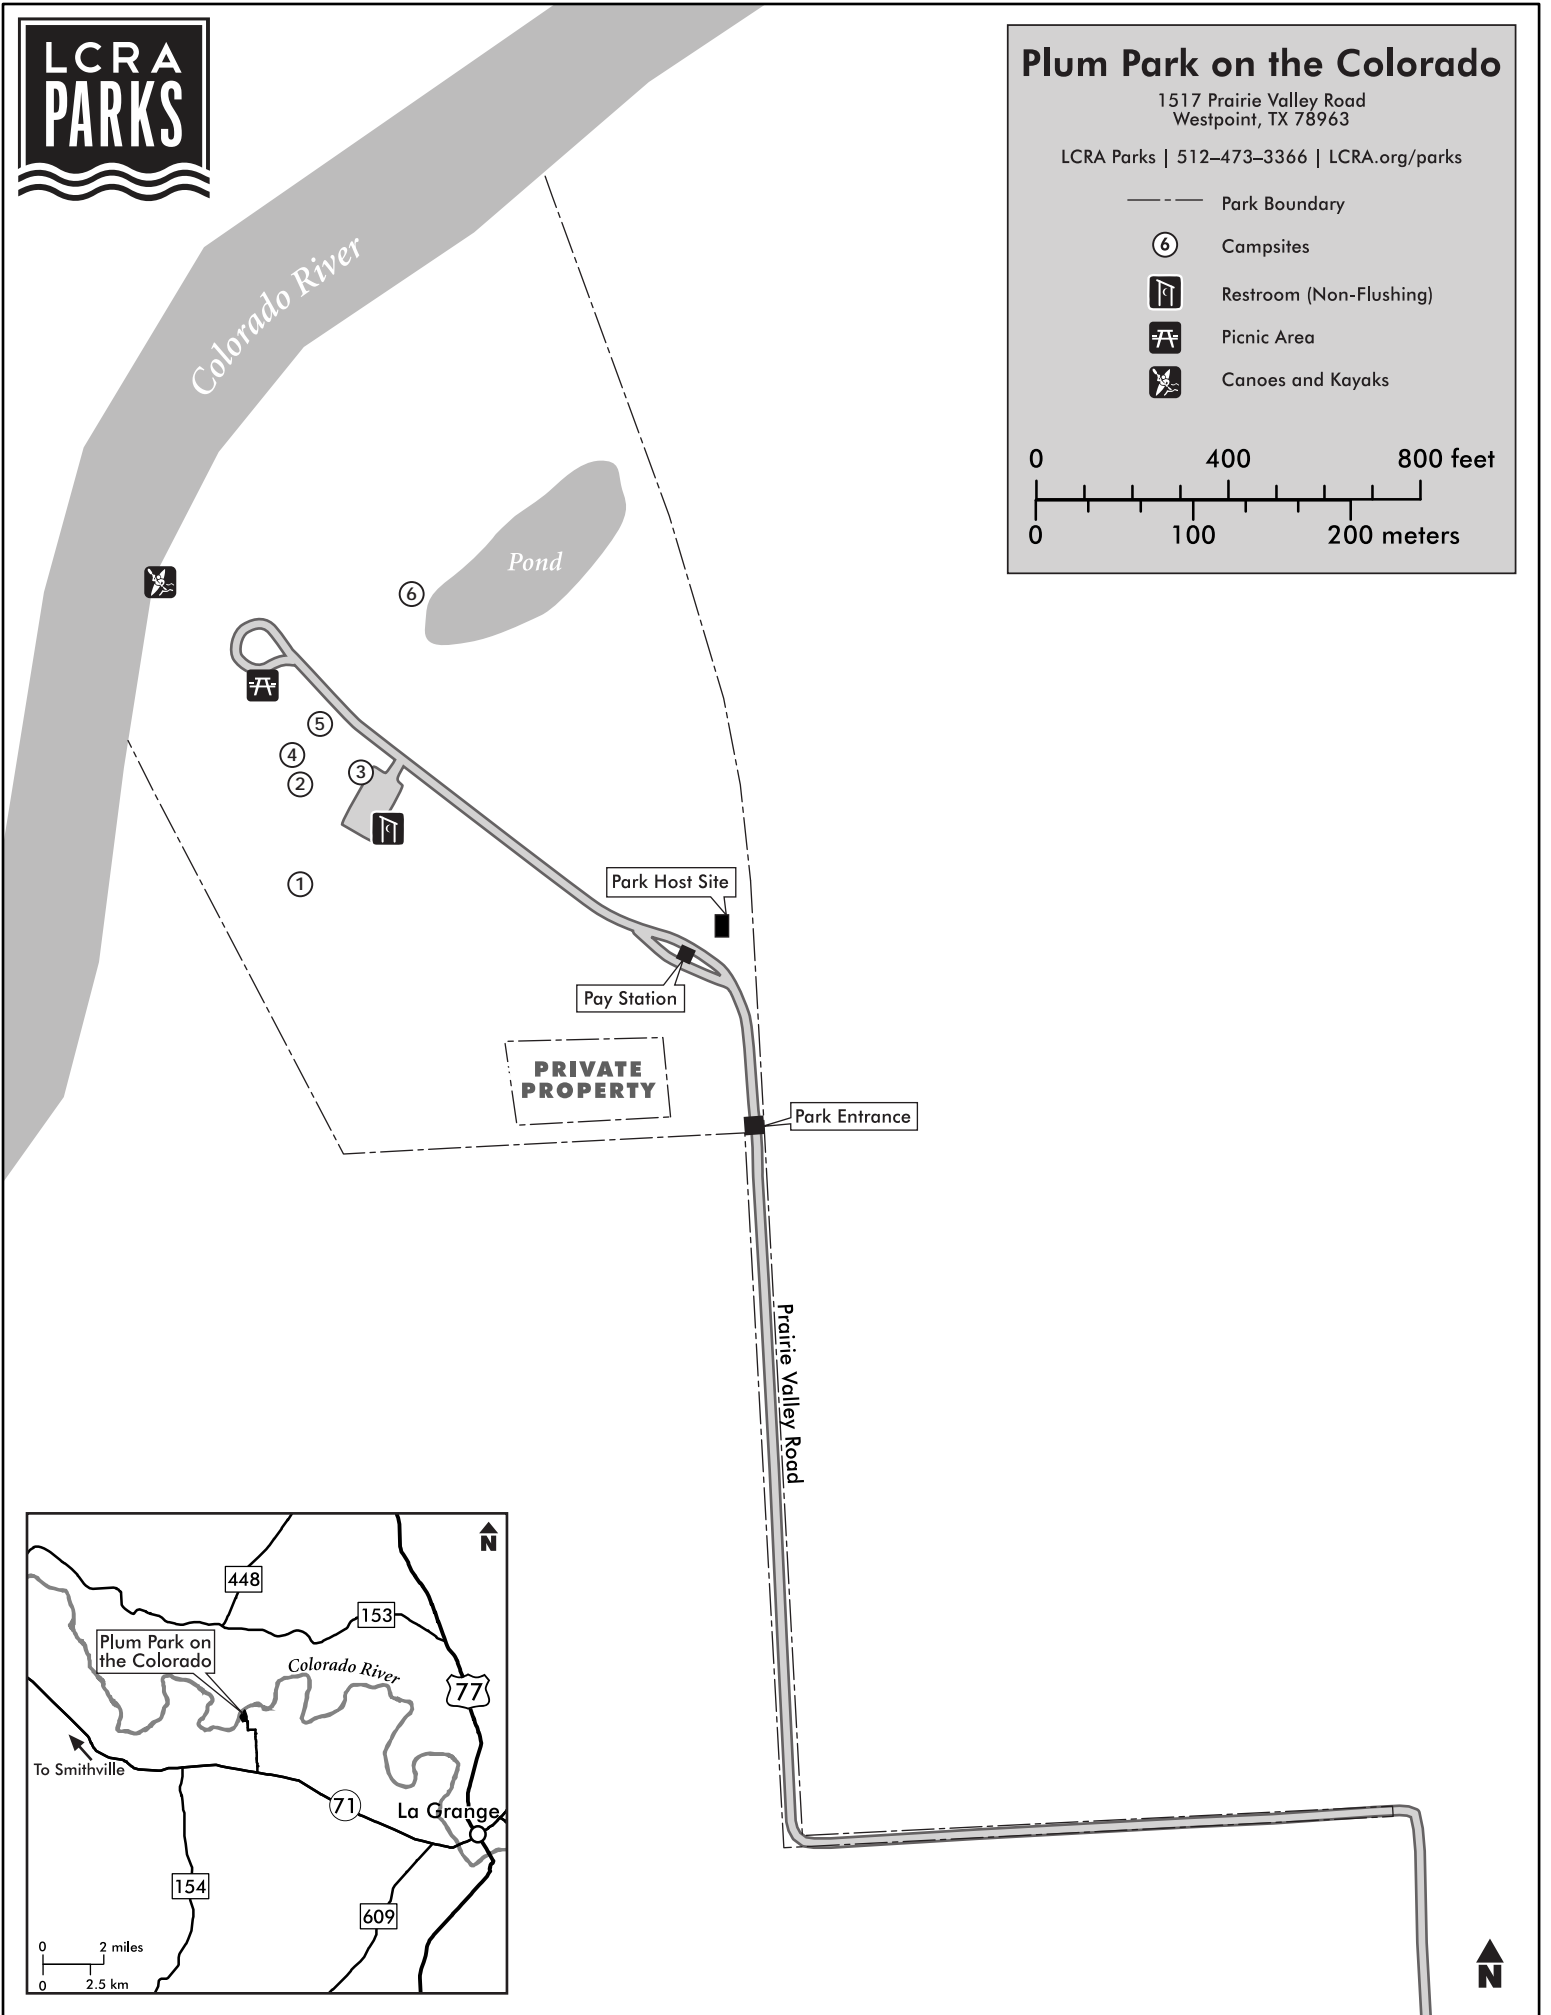 LCRA
PARKS
Plum Park on the Colorado
1517 Prairie Valley Road
Westpoint, TX 78963
LCRA Parks | 512–473–3366 | LCRA.org/parks
Park Boundary
6 Campsites
Restroom (Non-Flushing)
Picnic Area
Canoes and Kayaks
0 400 800 feet
0 100 200 meters
Colorado River
Pond
6
5
4
3
2
1
Park Host Site
Pay Station
PRIVATE
PROPERTY
Park Entrance
Prairie Valley Road
N
448
153
Plum Park on
the Colorado
Colorado River
77
To Smithville
71
La Grange
154
609
0 2 miles
0 2.5 km
N